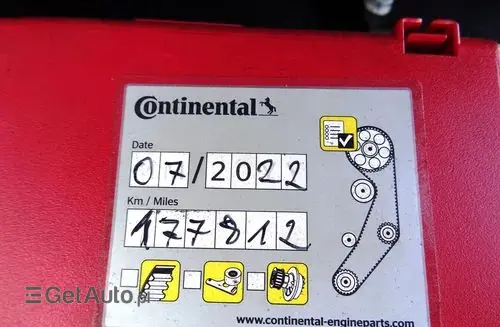 Continental
Date
07/2022
Km / Miles
177812
GetAuto.pl
www.continental-engineparts.com